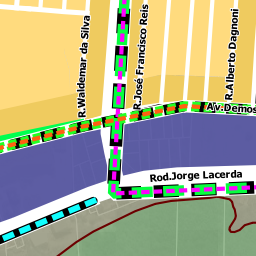 R.Waldemar da Silva
R.José Francisco Reis
R.Alberto Dagnoni
Av.Demos
Rod.Jorge Lacerda